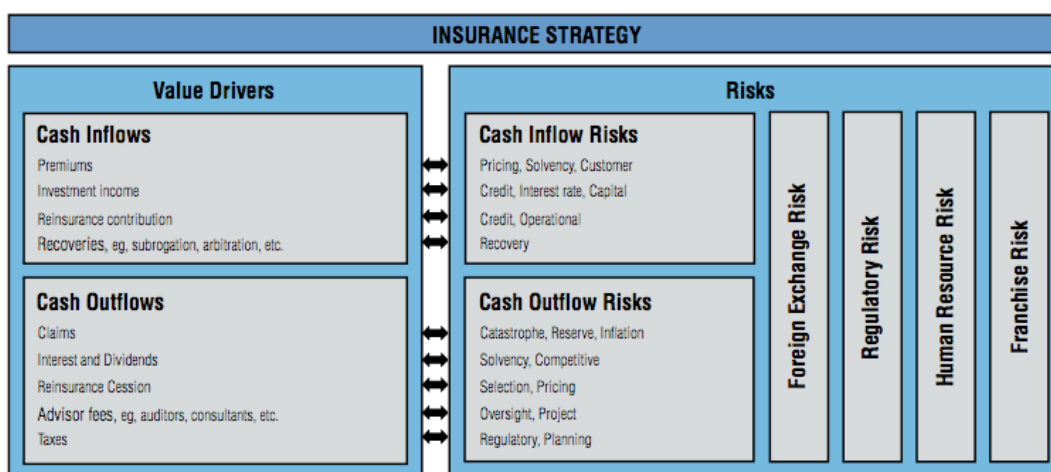 INSURANCE STRATEGY
Value Drivers
Cash Inflows
Premiums
Investment income
Reinsurance contribution
Recoveries, eg, subrogation, arbitration, etc.
Cash Outflows
Claims
Interest and Dividends
Reinsurance Cession
Advisor fees, eg, auditors, consultants, etc.
Taxes
Risks
Cash Inflow Risks
Pricing, Solvency, Customer
Credit, Interest rate, Capital
Credit, Operational
Recovery
Cash Outflow Risks
Catastrophe, Reserve, Inflation
Solvency, Competitive
Selection, Pricing
Oversight, Project
Regulatory, Planning
Foreign Exchange Risk
Regulatory Risk
Human Resource Risk
Franchise Risk